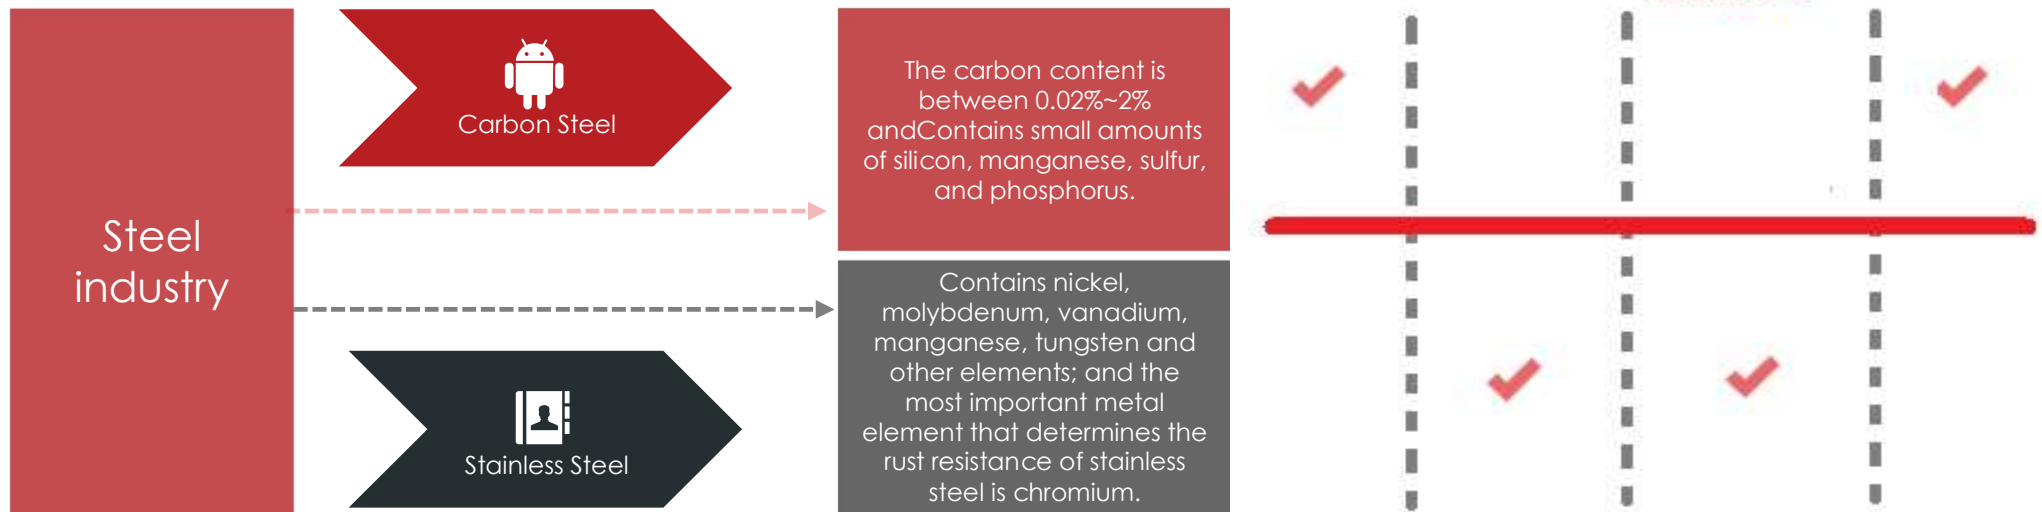 Steel
industry
Carbon Steel
The carbon content is
between 0.02%~2%
andContains small amounts
of silicon, manganese, sulfur,
and phosphorus.
Contains nickel,
molybdenum, vanadium,
manganese, tungsten and
other elements; and the
most important metal
element that determines the
rust resistance of stainless
steel is chromium.
Stainless Steel